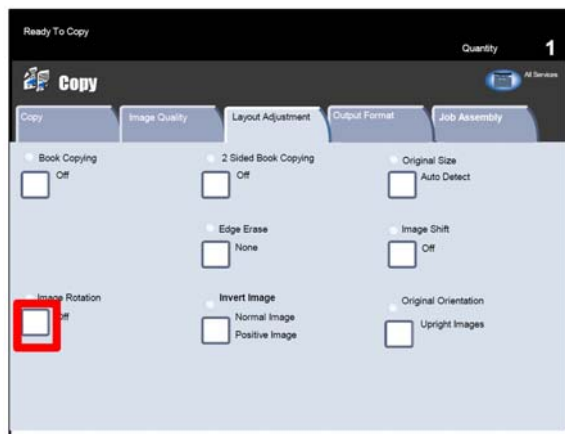 Ready To Copy
Quantity 1
Copy
All Services
Copy
Image Quality
Layout Adjustment
Output Format
Job Assembly
Book Copying
Off
2 Sided Book Copying
Off
Original Size
Auto Detect
Edge Erase
None
Image Shift
Off
Image Rotation
Off
Invert Image
Normal Image
Positive Image
Original Orientation
Upright Images